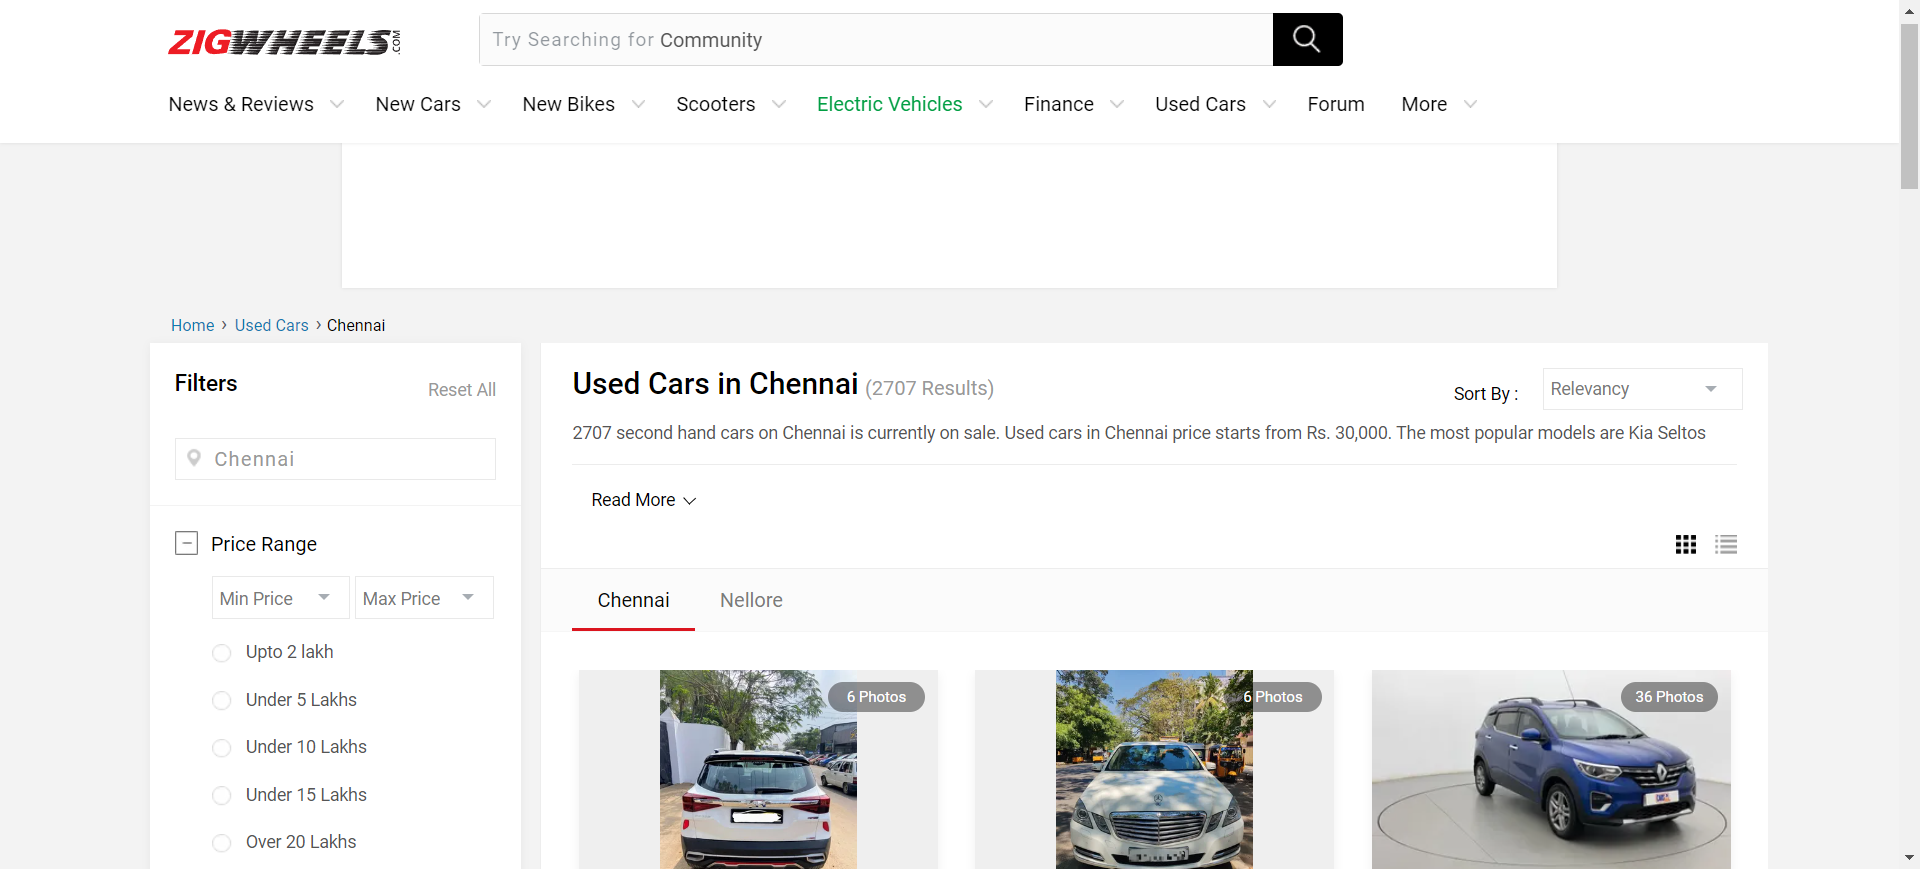 ZIGWHEELS.COM
Try Searching for Community
News & Reviews
New Cars
New Bikes
Scooters
Electric Vehicles
Finance
Used Cars
Forum
More
Home › Used Cars › Chennai
Filters
Reset All
Chennai
Price Range
Min Price
Max Price
Upto 2 lakh
Under 5 Lakhs
Under 10 Lakhs
Under 15 Lakhs
Over 20 Lakhs
Used Cars in Chennai (2707 Results)
Sort By :
Relevancy
2707 second hand cars on Chennai is currently on sale. Used cars in Chennai price starts from Rs. 30,000. The most popular models are Kia Seltos
Read More
Chennai
Nellore
6 Photos
6 Photos
36 Photos